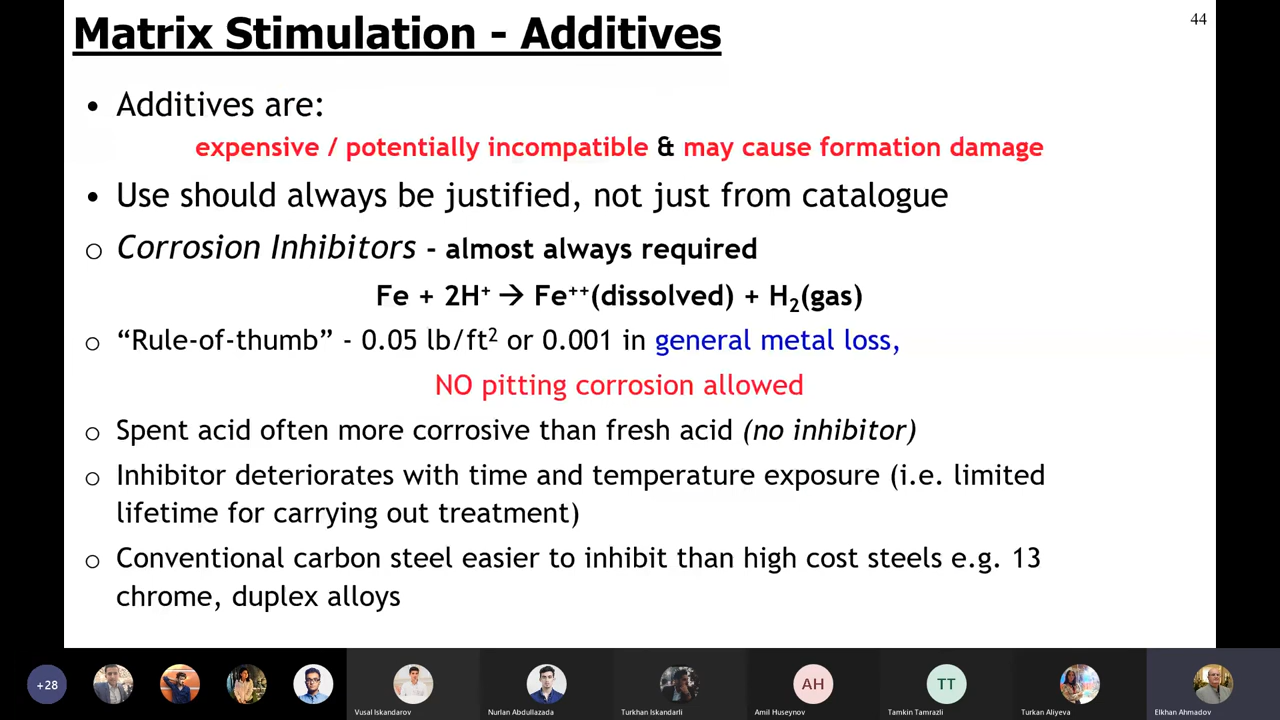 Matrix Stimulation - Additives
44
• Additives are:
expensive / potentially incompatible & may cause formation damage
• Use should always be justified, not just from catalogue
o Corrosion Inhibitors - almost always required
Fe + 2H⁺ → Fe⁺⁺(dissolved) + H₂(gas)
o “Rule-of-thumb” - 0.05 lb/ft² or 0.001 in general metal loss,
NO pitting corrosion allowed
o Spent acid often more corrosive than fresh acid (no inhibitor)
o Inhibitor deteriorates with time and temperature exposure (i.e. limited
lifetime for carrying out treatment)
o Conventional carbon steel easier to inhibit than high cost steels e.g. 13
chrome, duplex alloys
+28
AH
TT
Vusal Iskandarov
Nurlan Abdullazada
Turkhan Iskandarli
Amil Huseynov
Tamkin Tamrazli
Turkan Aliyeva
Elkhan Ahmadov